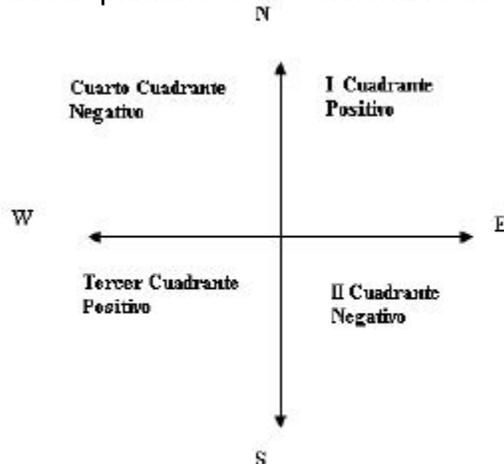 N
Cuarto Cuadrante
Negativo
I Cuadrante
Positivo
W
E
Tercer Cuadrante
Positivo
II Cuadrante
Negativo
S